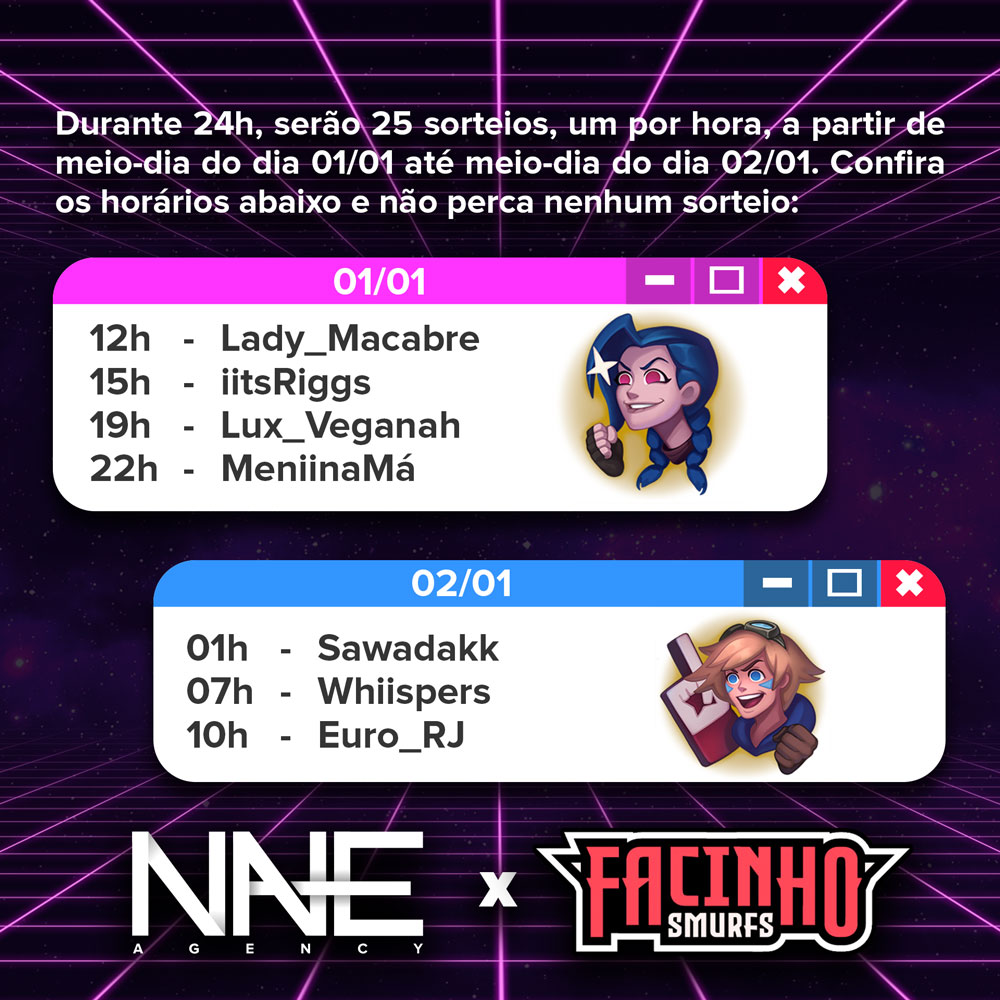 Durante 24h, serão 25 sorteios, um por hora, a partir de
meio-dia do dia 01/01 até meio-dia do dia 02/01. Confira
os horários abaixo e não perca nenhum sorteio:
01/01
12h - Lady_Macabre
15h - iitsRiggs
19h - Lux_Veganah
22h - MeniinaMá
02/01
01h - Sawadakk
07h - Whiispers
10h - Euro_RJ
NNE x FACINHO
AGENCY SMURFS